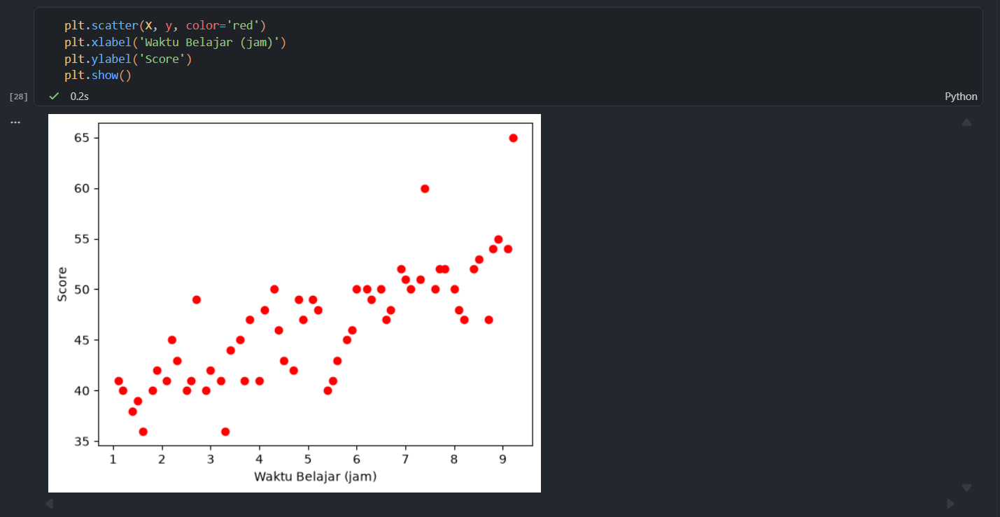 plt.scatter(X, y, color='red')
plt.xlabel('Waktu Belajar (jam)')
plt.ylabel('Score')
plt.show()
[28]
0.2s
Python
...
65
60
55
50
45
40
35
Score
1 2 3 4 5 6 7 8 9
Waktu Belajar (jam)